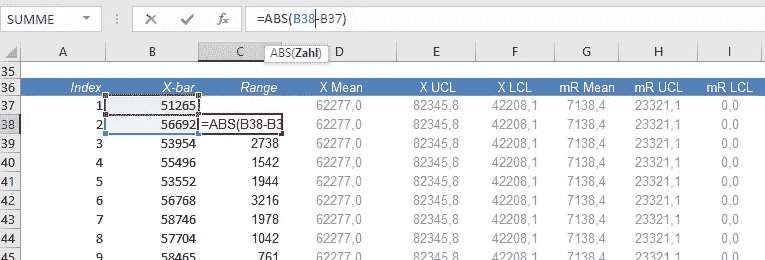 SUMME =ABS(B38-B37)
ABS(Zahl)
A B C D E F G H I
35
36 Index X-bar Range X Mean X UCL X LCL mR Mean mR UCL mR LCL
37 1 51265 62277,0 82345,8 42208,1 7138,4 23321,1 0,0
38 2 56692 =ABS(B38-B3 62277,0 82345,8 42208,1 7138,4 23321,1 0,0
39 3 53954 2738 62277,0 82345,8 42208,1 7138,4 23321,1 0,0
40 4 55496 1542 62277,0 82345,8 42208,1 7138,4 23321,1 0,0
41 5 53552 1944 62277,0 82345,8 42208,1 7138,4 23321,1 0,0
42 6 56768 3216 62277,0 82345,8 42208,1 7138,4 23321,1 0,0
43 7 58746 1978 62277,0 82345,8 42208,1 7138,4 23321,1 0,0
44 8 57704 1042 62277,0 82345,8 42208,1 7138,4 23321,1 0,0
45 9 58465 761 62277,0 82345,8 42208,1 7138,4 23321,1 0,0